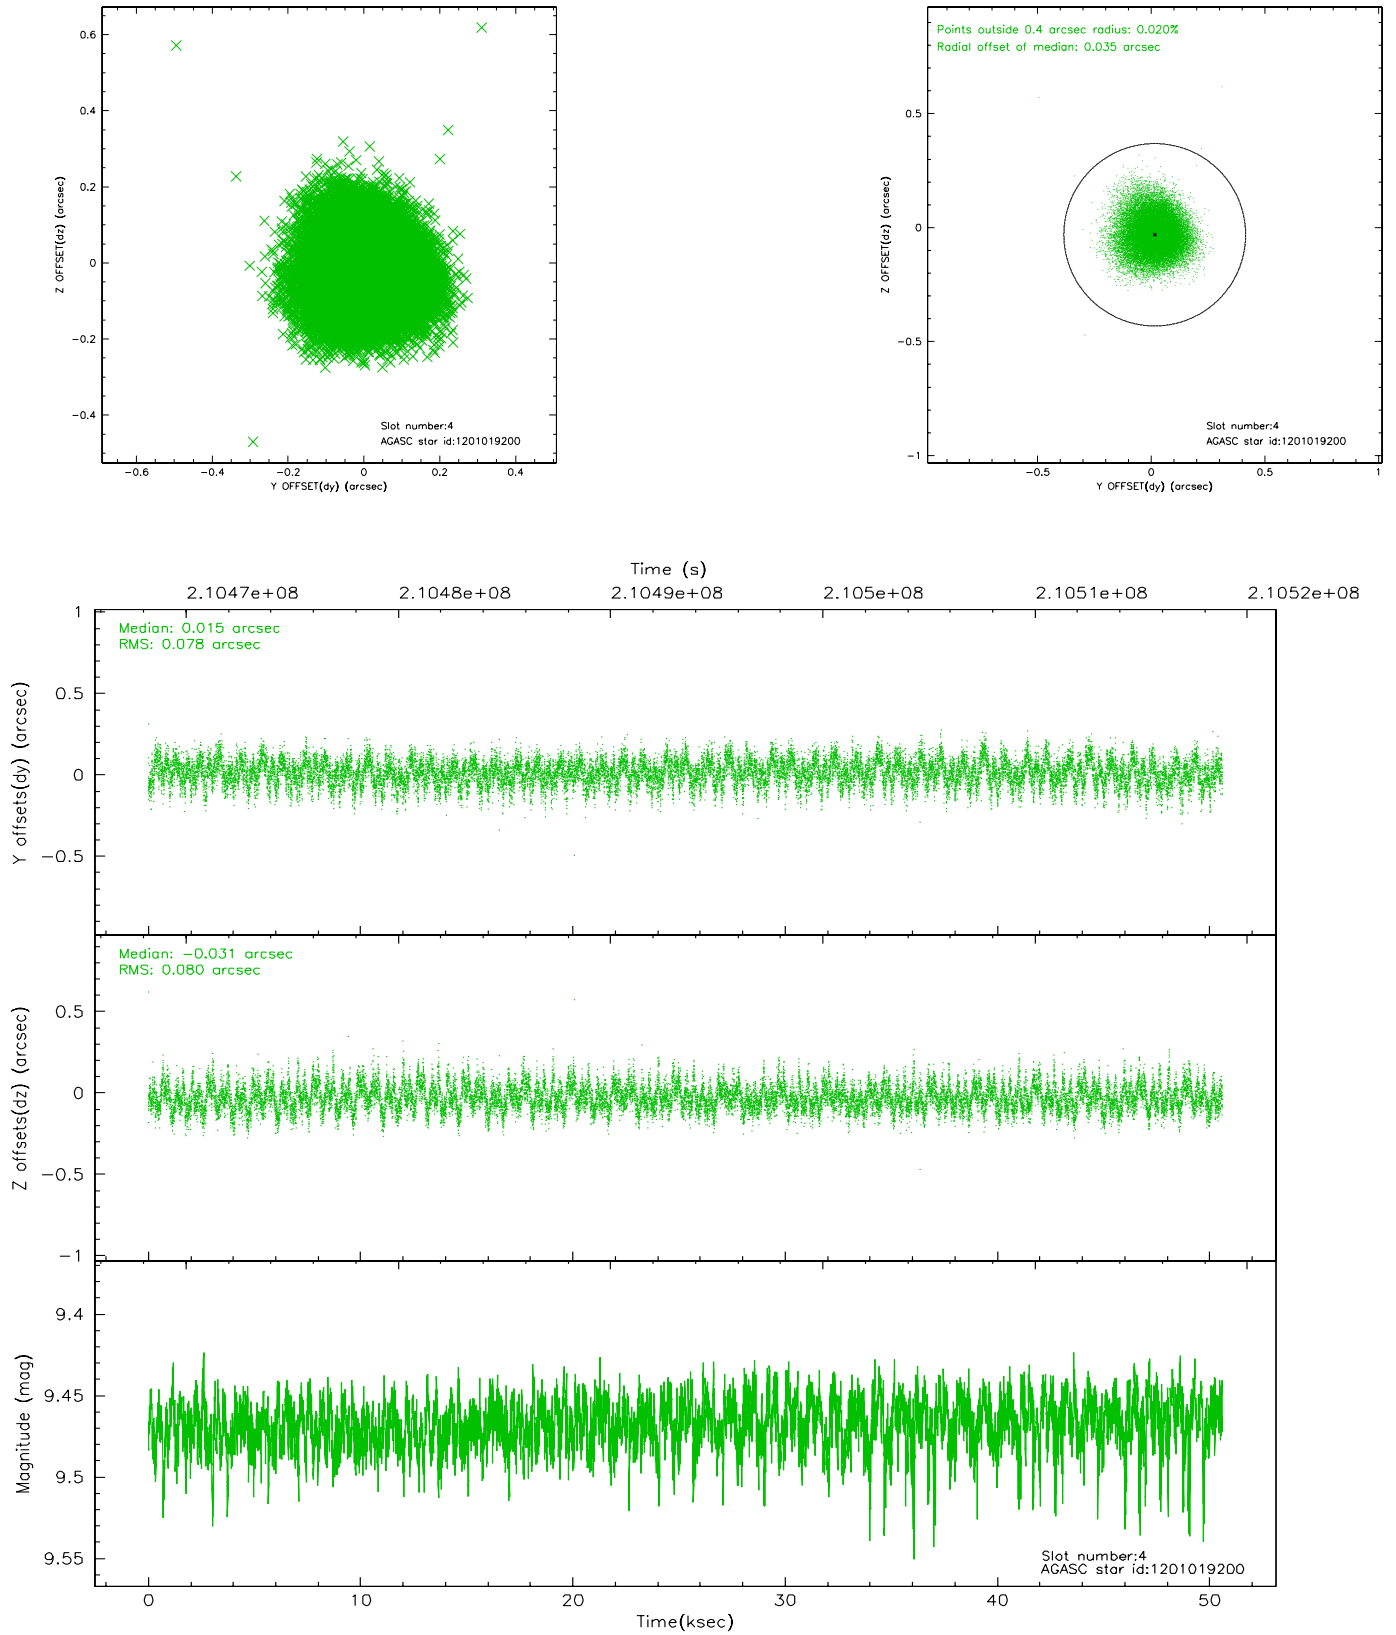 0.6
0.4
0.2
0
−0.2
−0.4
Z OFFSET(dz) (arcsec)
Slot number:4
AGASC star id:1201019200
−0.6 −0.4 −0.2 0 0.2 0.4
Y OFFSET(dy) (arcsec)
Points outside 0.4 arcsec radius: 0.020%
Radial offset of median: 0.035 arcsec
0.5
0
−0.5
−1
Z OFFSET(dz) (arcsec)
Slot number:4
AGASC star id:1201019200
−0.5 0 0.5 1
Y OFFSET(dy) (arcsec)
Time (s)
2.1047e+08 2.1048e+08 2.1049e+08 2.105e+08 2.1051e+08 2.1052e+08
Median: 0.015 arcsec
RMS: 0.078 arcsec
1
0.5
0
−0.5
Y offsets(dy) (arcsec)
Median: −0.031 arcsec
RMS: 0.080 arcsec
0.5
0
−0.5
−1
Z offsets(dz) (arcsec)
9.4
9.45
9.5
9.55
Magnitude (mag)
Slot number:4
AGASC star id:1201019200
0 10 20 30 40 50
Time(ksec)